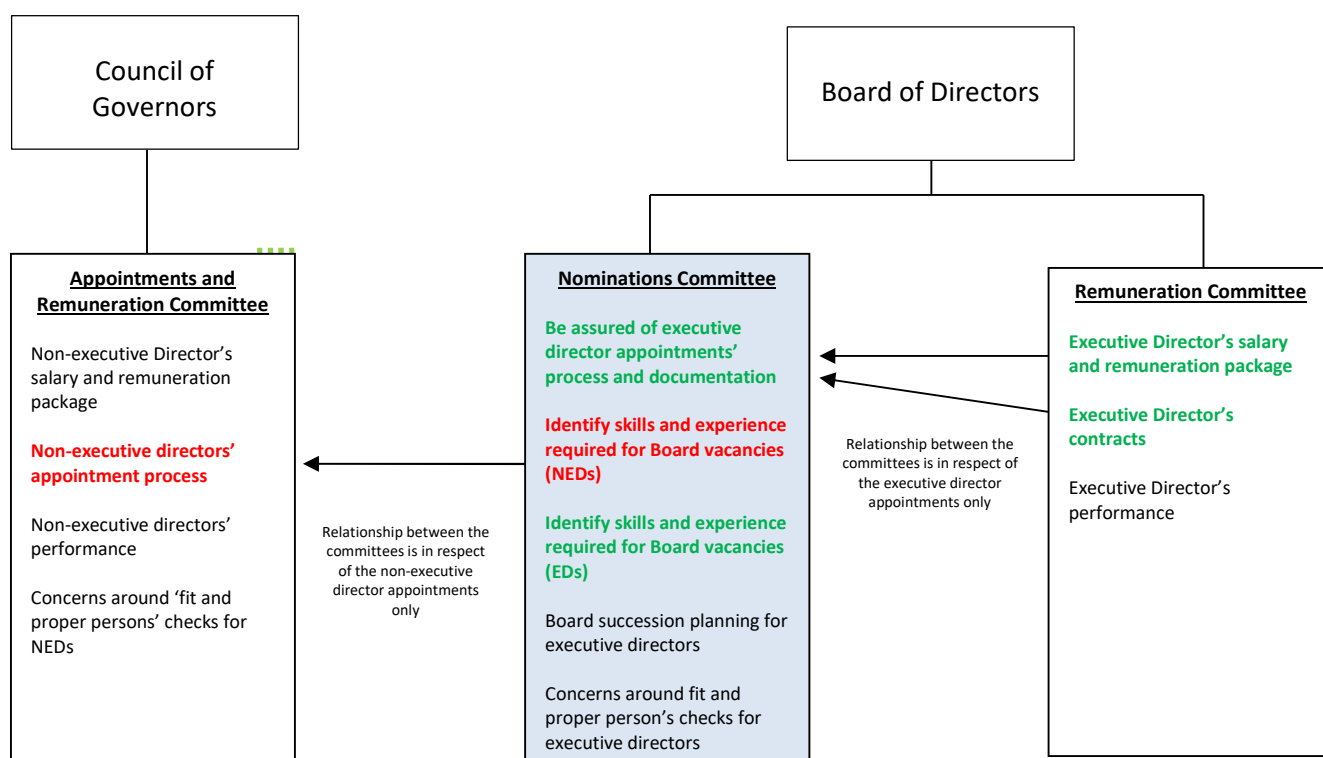 Council of
Governors
Board of Directors
Appointments and
Remuneration Committee
Non-executive Director’s
salary and remuneration
package
Non-executive directors’
appointment process
Non-executive directors’
performance
Concerns around ‘fit and
proper persons’ checks for
NEDs
Relationship between the
committees is in respect
of the non-executive
director appointments
only
Nominations Committee
Be assured of executive
director appointments’
process and documentation
Identify skills and experience
required for Board vacancies
(NEDs)
Identify skills and experience
required for Board vacancies
(EDs)
Board succession planning for
executive directors
Concerns around fit and
proper person’s checks for
executive directors
Relationship between the
committees is in respect of
the executive director
appointments only
Remuneration Committee
Executive Director’s salary
and remuneration package
Executive Director’s
contracts
Executive Director’s
performance